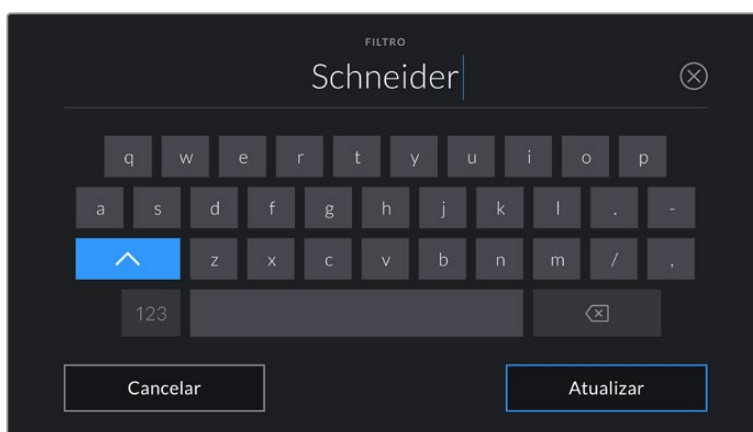 FILTRO
Schneider
q w e r t y u i o p
a s d f g h j k l . -
z x c v b n m / ,
123
Cancelar Atualizar